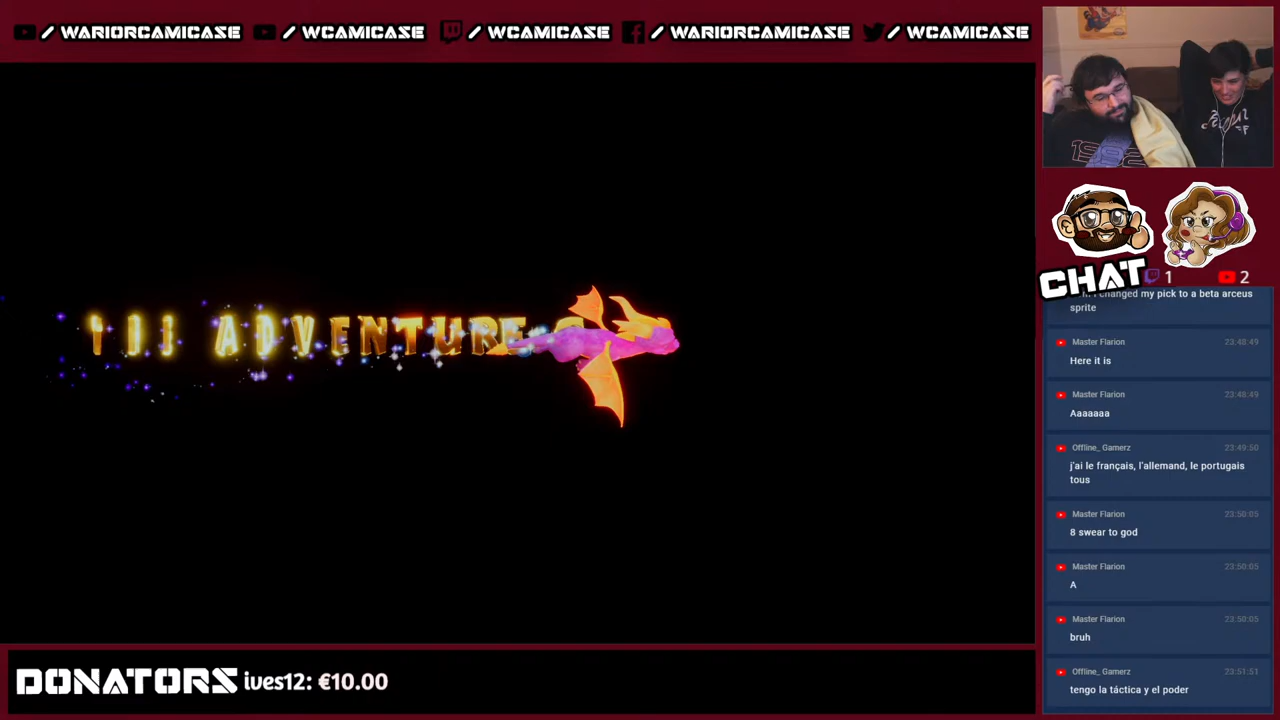 / WARIORCAMICASE / WCAMICASE / WCAMICASE / WARIORCAMICASE / WCAMICASE
ADVENTURE
CHAT 1 2
I changed my pick to a beta arceus
sprite
Master Flarion 23:48:49
Here it is
Master Flarion 23:48:49
Aaaaaaa
Offline_ Gamerz 23:49:50
j'ai le français, l'allemand, le portugais
tous
Master Flarion 23:50:05
8 swear to god
Master Flarion 23:50:05
A
Master Flarion 23:50:05
bruh
Offline_ Gamerz 23:51:51
tengo la táctica y el poder
DONATORS ives12: €10.00